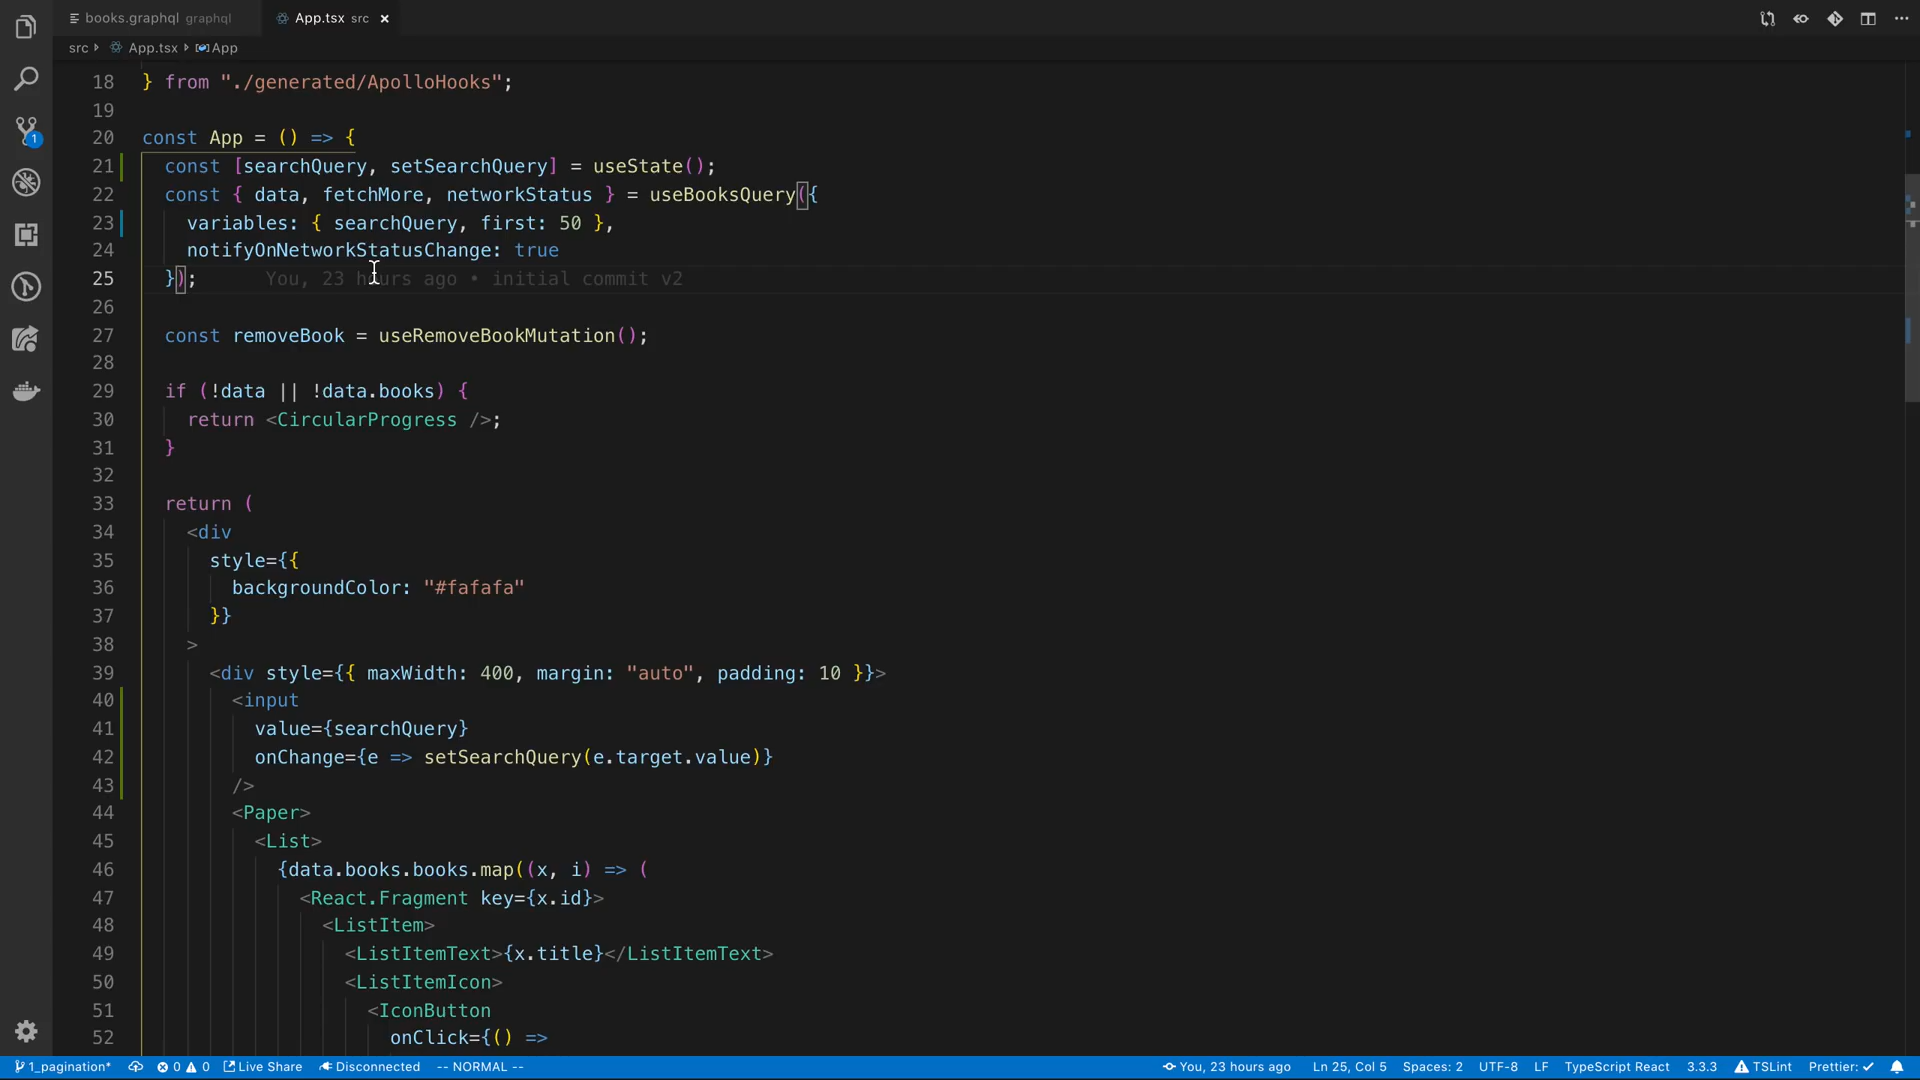 books.graphql graphql
App.tsx src ×
src App.tsx App
18 } from "./generated/ApolloHooks";
19
20 const App = () => {
21 const [searchQuery, setSearchQuery] = useState();
22 const { data, fetchMore, networkStatus } = useBooksQuery({
23 variables: { searchQuery, first: 50 },
24 notifyOnNetworkStatusChange: true
25 }); You, 23 hours ago • initial commit v2
26
27 const removeBook = useRemoveBookMutation();
28
29 if (!data || !data.books) {
30 return <CircularProgress />;
31 }
32
33 return (
34 <div
35 style={{
36 backgroundColor: "#fafafa"
37 }}
38 >
39 <div style={{ maxWidth: 400, margin: "auto", padding: 10 }}>
40 <input
41 value={searchQuery}
42 onChange={e => setSearchQuery(e.target.value)}
43 />
44 <Paper>
45 <List>
46 {data.books.books.map((x, i) => (
47 <React.Fragment key={x.id}>
48 <ListItem>
49 <ListItemText>{x.title}</ListItemText>
50 <ListItemIcon>
51 <IconButton
52 onClick={() =>
1
1_pagination* 0 0 Live Share Disconnected -- NORMAL -- You, 23 hours ago Ln 25, Col 5 Spaces: 2 UTF-8 LF TypeScript React 3.3.3 TSLint Prettier: ✓